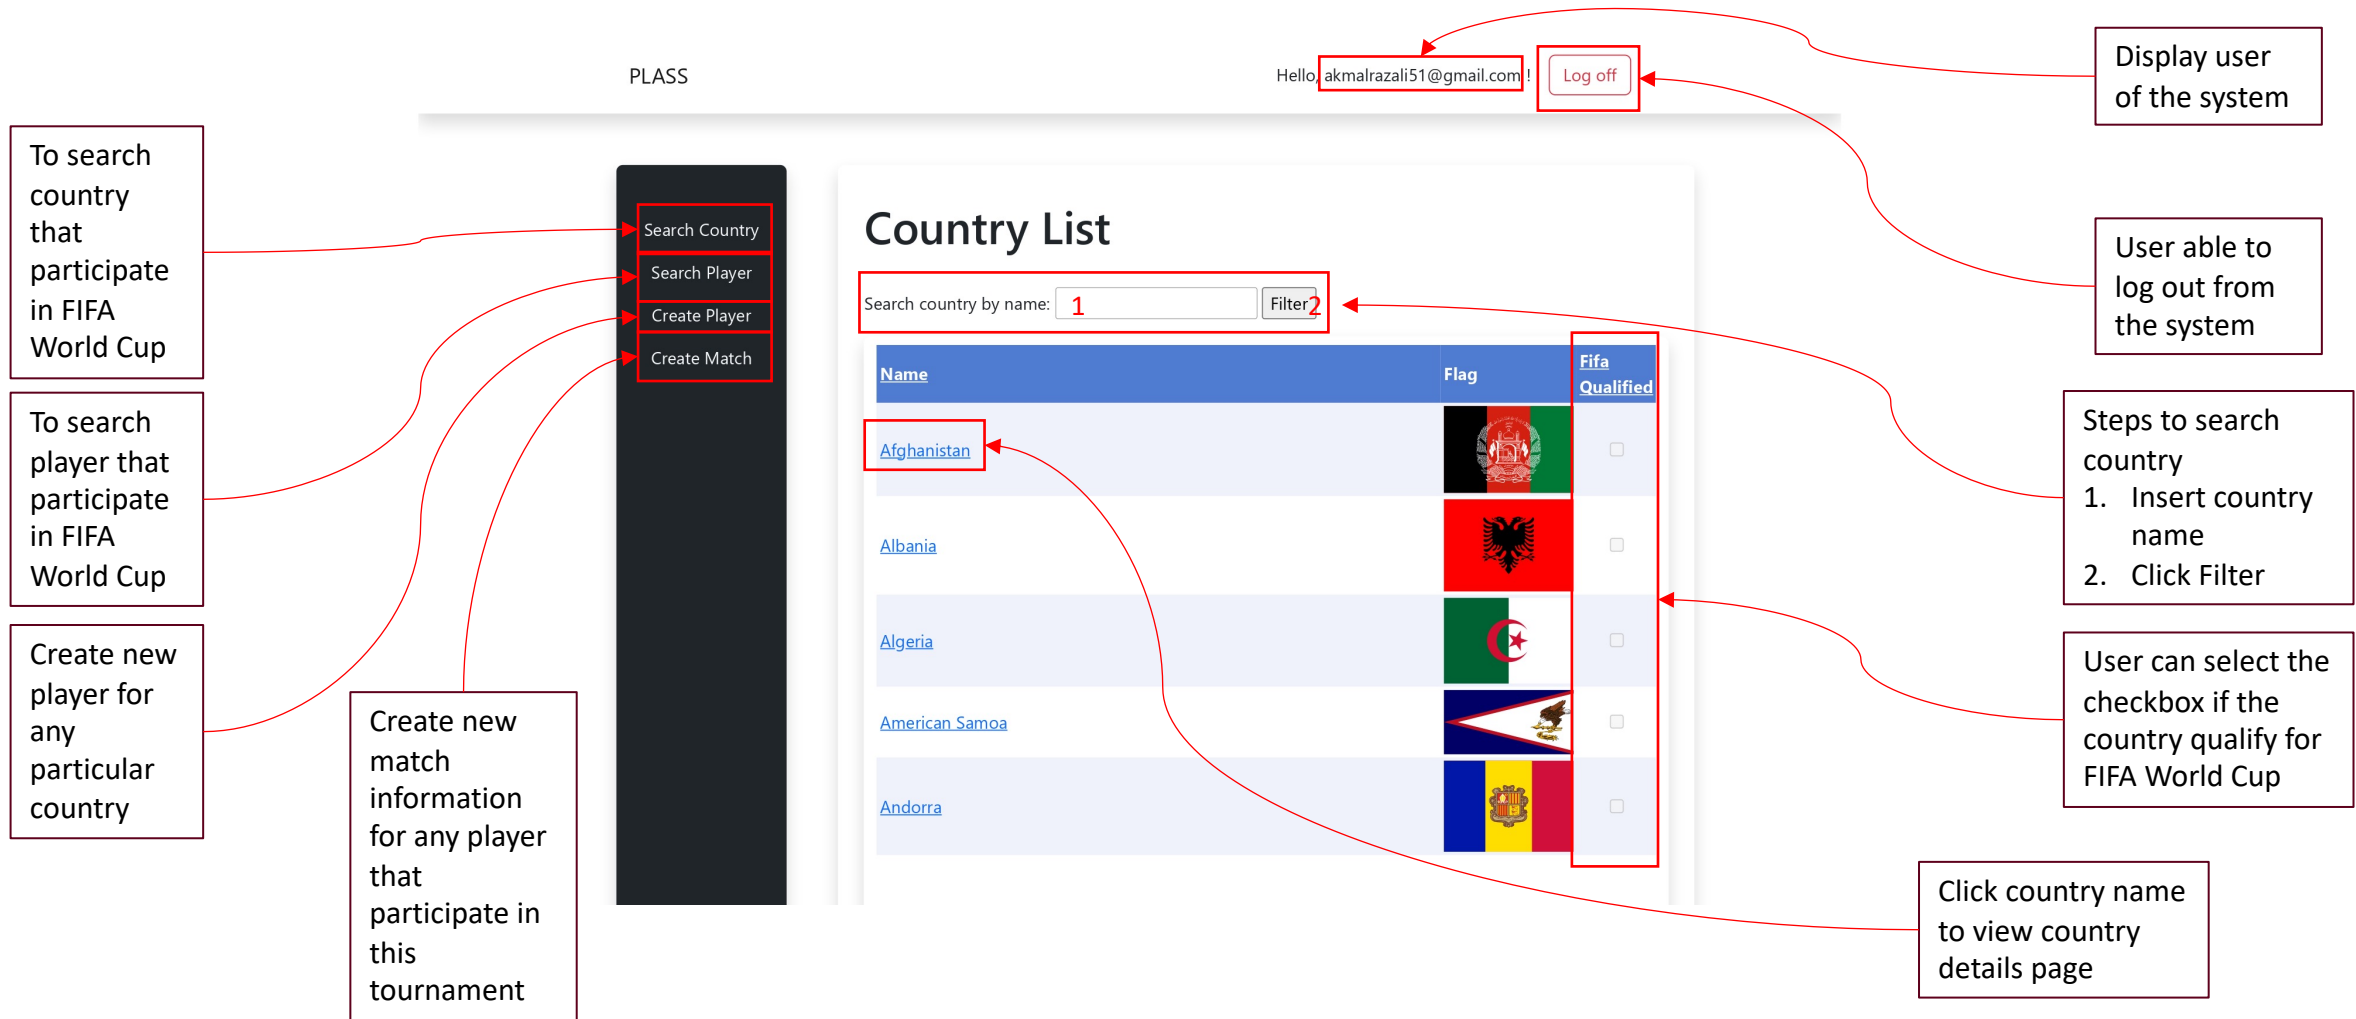 PLASS
Hello, akmalrazali51@gmail.com !
Log off
Display user
of the system
To search
country
that
participate
in FIFA
World Cup
To search
player that
participate
in FIFA
World Cup
Create new
player for
any
particular
country
Create new
match
information
for any player
that
participate in
this
tournament
Search Country
Search Player
Create Player
Create Match
Country List
Search country by name: 1 Filter 2
Name Flag Fifa
Qualified
Afghanistan
Albania
Algeria
American Samoa
Andorra
User able to
log out from
the system
Steps to search
country
1. Insert country
name
2. Click Filter
User can select the
checkbox if the
country qualify for
FIFA World Cup
Click country name
to view country
details page